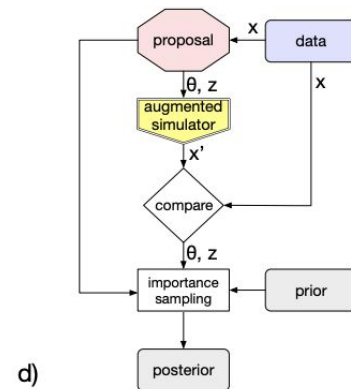 x
proposal
data
θ, z
x
augmented
simulator
x'
compare
θ, z
importance
sampling
prior
posterior
d)